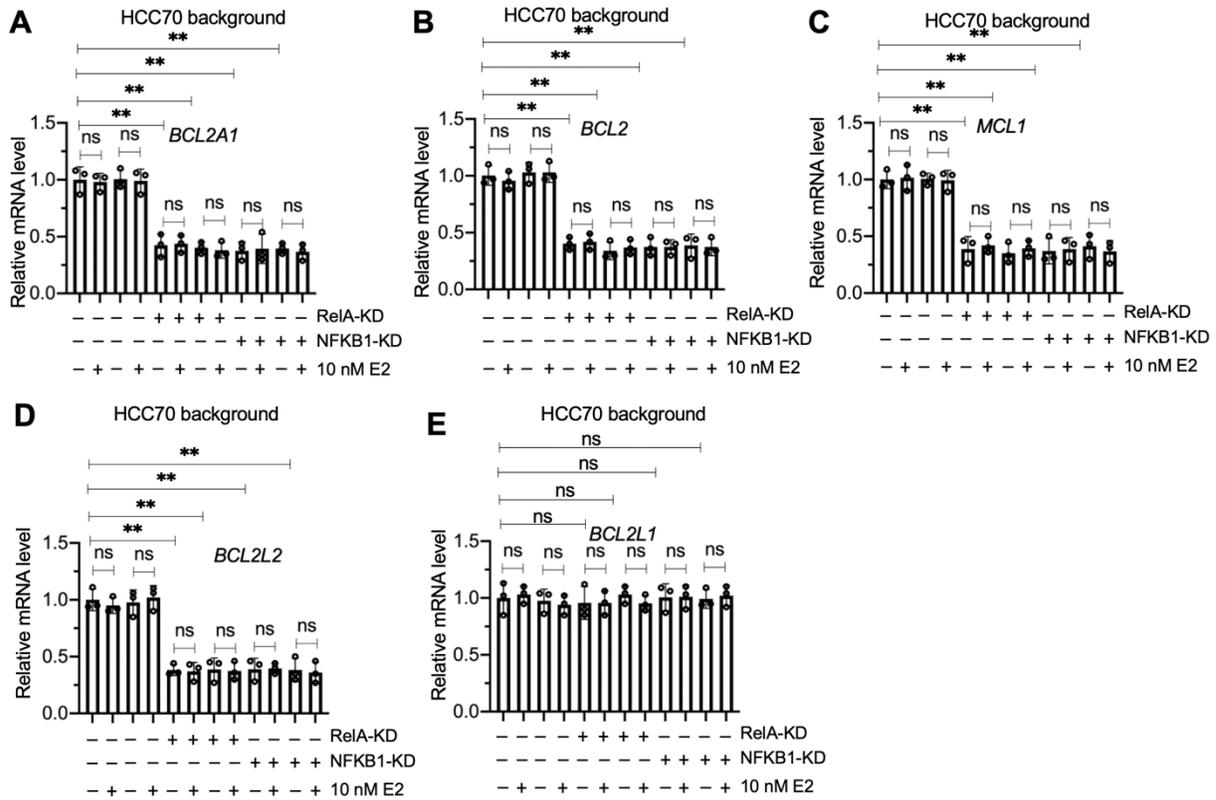 A
HCC70 background
**
**
**
**
BCL2A1
ns ns
ns ns ns ns
Relative mRNA level
1.5
1.0
0.5
0.0
– – – – + + + + – – – – RelA-KD
– – – – – – – – + + + + NFKB1-KD
– + – + – + – + – + – + 10 nM E2
B
HCC70 background
**
**
**
**
BCL2
ns ns
ns ns ns ns
Relative mRNA level
1.5
1.0
0.5
0.0
– – – – + + + + – – – – RelA-KD
– – – – – – – – + + + + NFKB1-KD
– + – + – + – + – + – + 10 nM E2
C
HCC70 background
**
**
**
**
MCL1
ns ns
ns ns ns ns
Relative mRNA level
1.5
1.0
0.5
0.0
– – – – + + + + – – – – RelA-KD
– – – – – – – – + + + + NFKB1-KD
– + – + – + – + – + – + 10 nM E2
D
HCC70 background
**
**
**
**
BCL2L2
ns ns
ns ns ns ns
Relative mRNA level
1.5
1.0
0.5
0.0
– – – – + + + + – – – – RelA-KD
– – – – – – – – + + + + NFKB1-KD
– + – + – + – + – + – + 10 nM E2
E
HCC70 background
ns
ns
ns
ns
BCL2L1
ns ns ns ns ns ns
Relative mRNA level
1.5
1.0
0.5
0.0
– – – – + + + + – – – – RelA-KD
– – – – – – – – + + + + NFKB1-KD
– + – + – + – + – + – + 10 nM E2